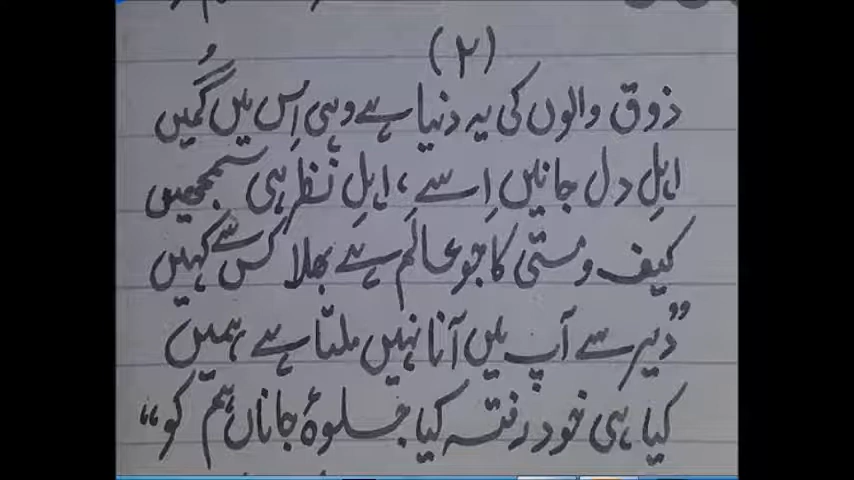 (۲)
ذوق والوں کی یہ دنیا ہے وہی اِس میں گُمیں
اہلِ دل جانیں اِسے، اہلِ نظر ہی سمجھیں
کیف و مستی کا جو عالَم ہے بھلا کس سے کہیں
”دیر سے آپ میں آنا نہیں ملتا ہے ہمیں
کیا ہی خود رفتہ کیا جلوۂ جاناں ہم کو“